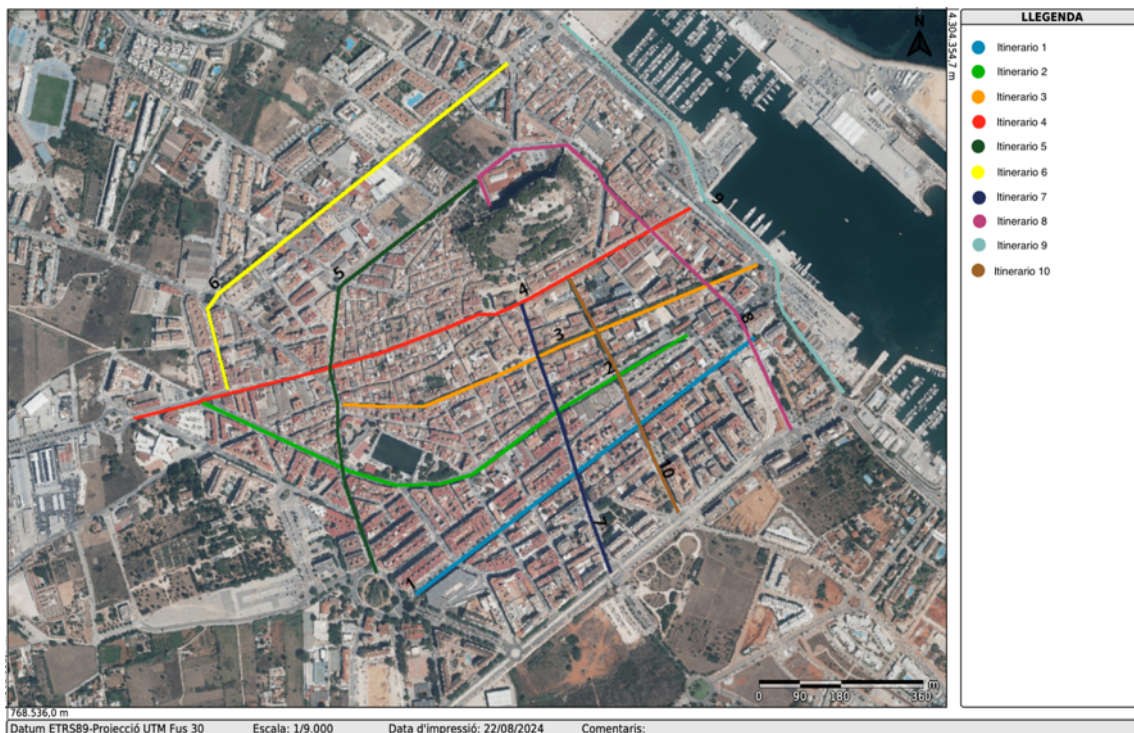 N
4.304.354,7 m
LLEGENDA
Itinerario 1
Itinerario 2
Itinerario 3
Itinerario 4
Itinerario 5
Itinerario 6
Itinerario 7
Itinerario 8
Itinerario 9
Itinerario 10
9
6
5
4
3
8
2
10
7
1
m
0 90 180 360
768.536,0 m
Datum ETRS89-Projecció UTM Fus 30 Escala: 1/9.000 Data d'impressió: 22/08/2024 Comentaris: